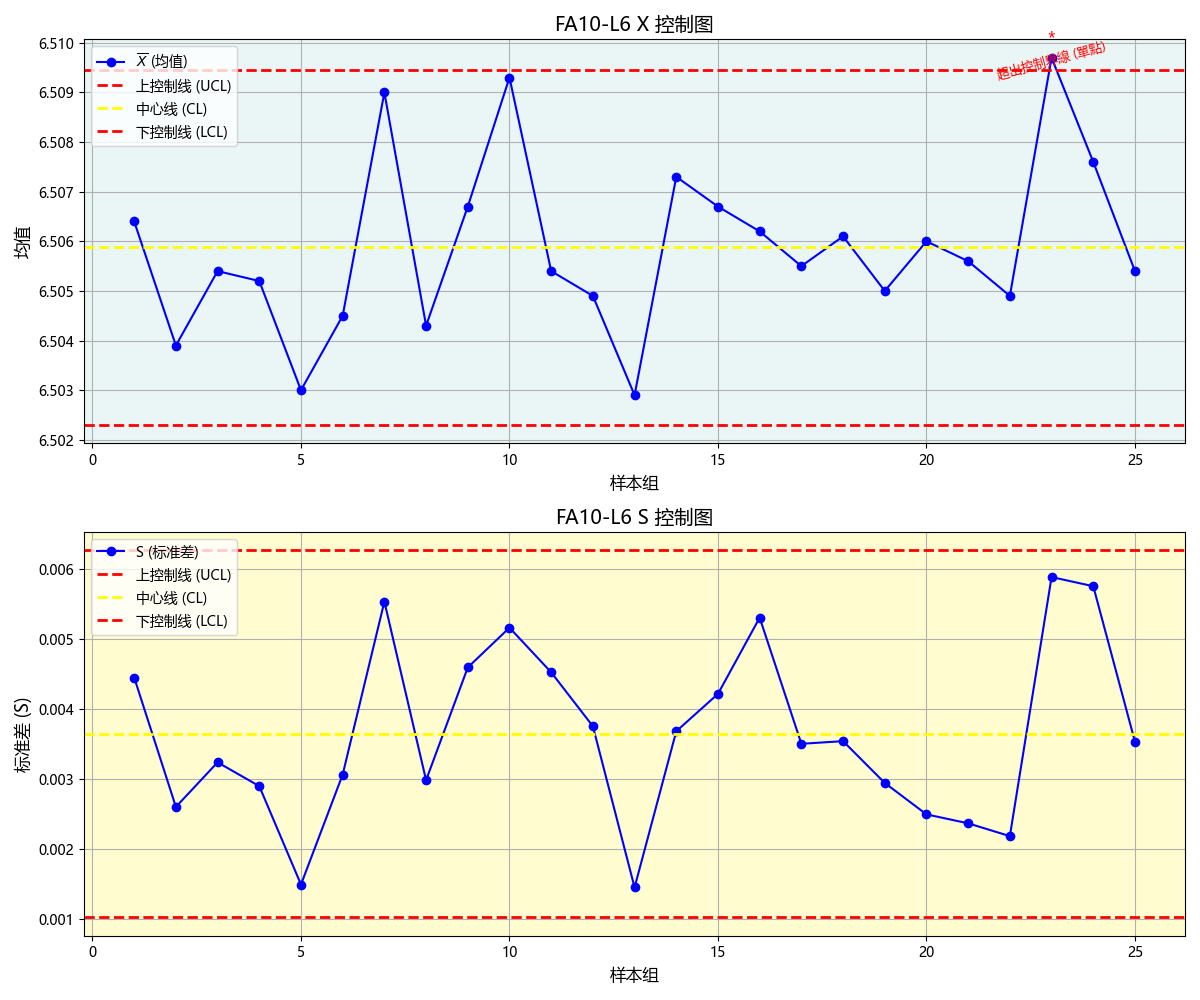 FA10-L6 X 控制图
*
超出控制界線 (單點)
X̅ (均值)
上控制线 (UCL)
中心线 (CL)
下控制线 (LCL)
均值
6.510
6.509
6.508
6.507
6.506
6.505
6.504
6.503
6.502
0 5 10 15 20 25
样本组
FA10-L6 S 控制图
S (标准差)
上控制线 (UCL)
中心线 (CL)
下控制线 (LCL)
标准差 (S)
0.006
0.005
0.004
0.003
0.002
0.001
0 5 10 15 20 25
样本组